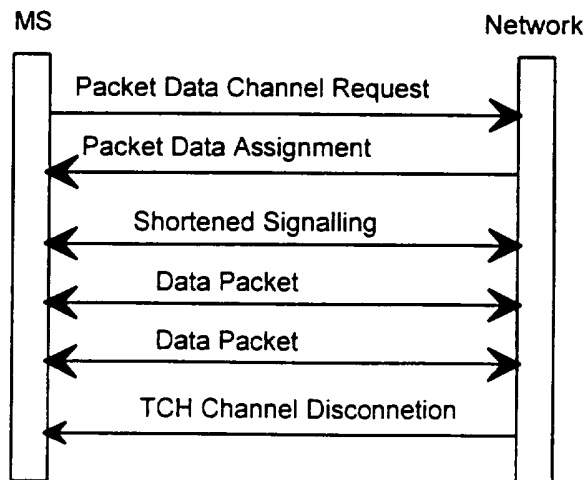 MS
Network
Packet Data Channel Request
Packet Data Assignment
Shortened Signalling
Data Packet
Data Packet
TCH Channel Disconnetion